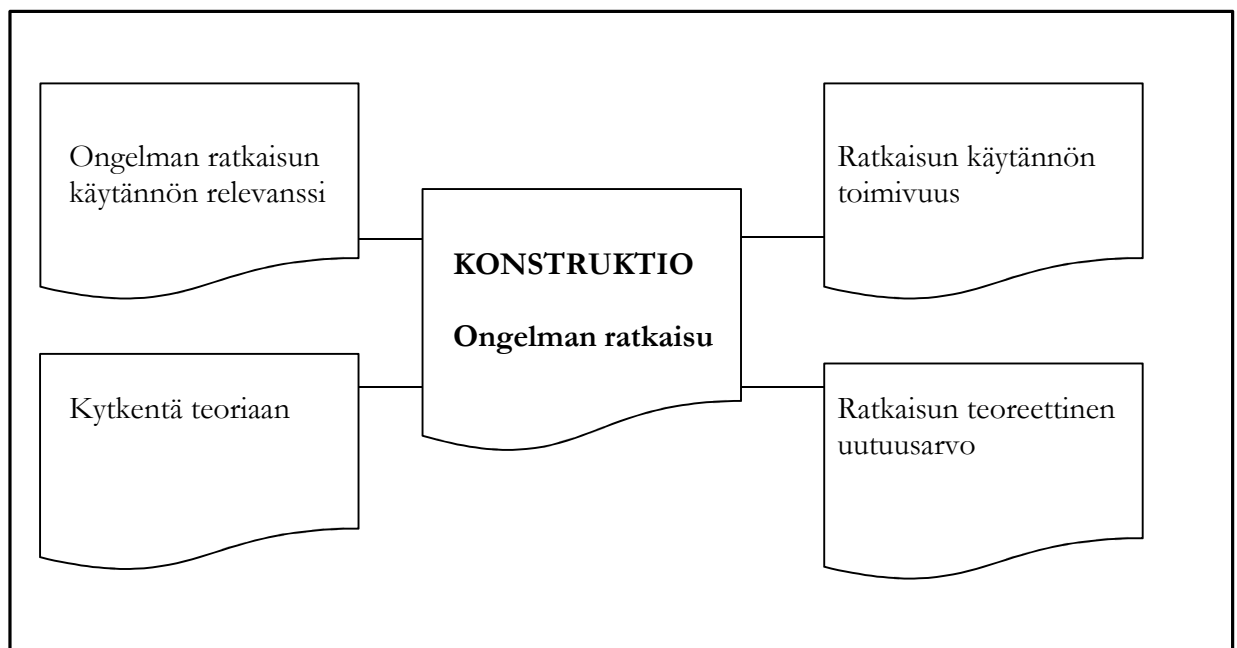 Ongelman ratkaisun
käytännön relevanssi
Kytkentä teoriaan
KONSTRUKTIO
Ongelman ratkaisu
Ratkaisun käytännön
toimivuus
Ratkaisun teoreettinen
uutuusarvo